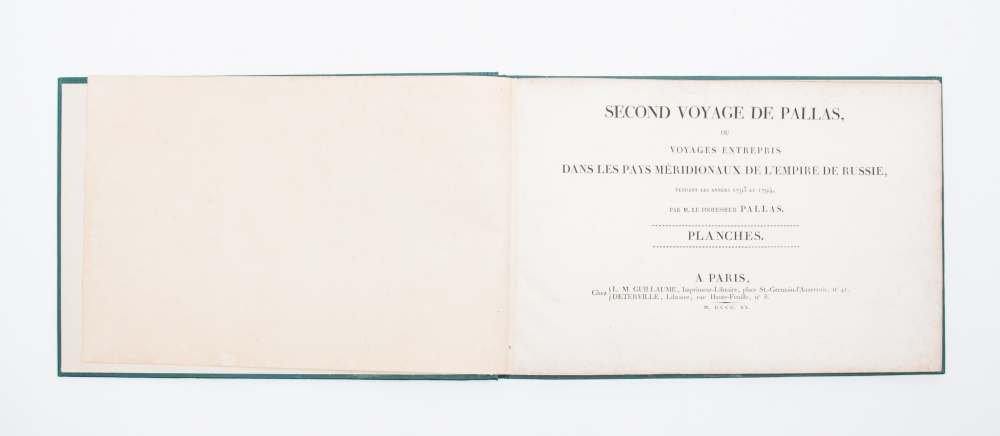 SECOND VOYAGE DE PALLAS,
OU
VOYAGES ENTREPRIS
DANS LES PAYS MÉRIDIONAUX DE L'EMPIRE DE RUSSIE,
PENDANT LES ANNÉES 1793 ET 1794,
PAR M. LE PROFESSEUR PALLAS.
PLANCHES.
A PARIS,
Chez {L. M. GUILLAUME, Imprimeur-Libraire, place St.-Germain-l'Auxerrois, nº 41.
{DETERVILLE, Libraire, rue Haute-Feuille, nº 8.
M. DCCC. XI.